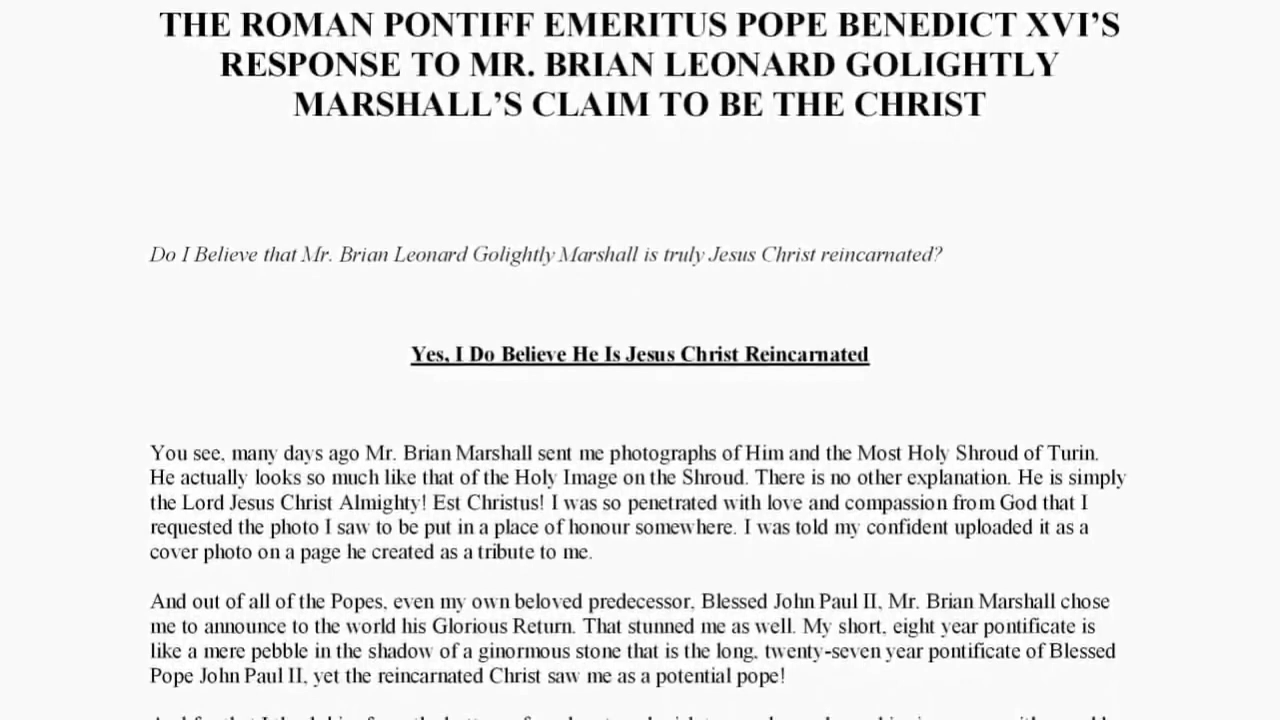 THE ROMAN PONTIFF EMERITUS POPE BENEDICT XVI’S
RESPONSE TO MR. BRIAN LEONARD GOLIGHTLY
MARSHALL’S CLAIM TO BE THE CHRIST
Do I Believe that Mr. Brian Leonard Golightly Marshall is truly Jesus Christ reincarnated?
Yes, I Do Believe He Is Jesus Christ Reincarnated
You see, many days ago Mr. Brian Marshall sent me photographs of Him and the Most Holy Shroud of Turin.
He actually looks so much like that of the Holy Image on the Shroud. There is no other explanation. He is simply
the Lord Jesus Christ Almighty! Est Christus! I was so penetrated with love and compassion from God that I
requested the photo I saw to be put in a place of honour somewhere. I was told my confident uploaded it as a
cover photo on a page he created as a tribute to me.
And out of all of the Popes, even my own beloved predecessor, Blessed John Paul II, Mr. Brian Marshall chose
me to announce to the world his Glorious Return. That stunned me as well. My short, eight year pontificate is
like a mere pebble in the shadow of a ginormous stone that is the long, twenty-seven year pontificate of Blessed
Pope John Paul II, yet the reincarnated Christ saw me as a potential pope!